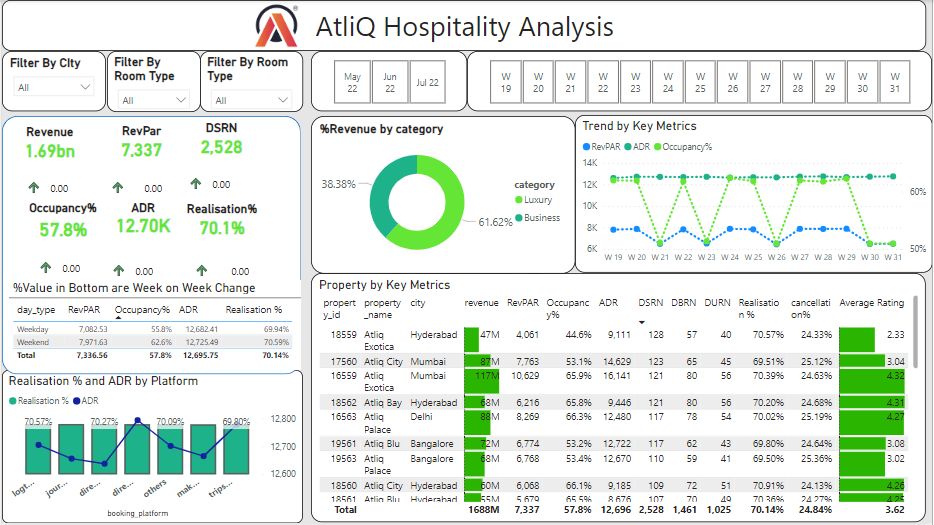 AtliQ Hospitality Analysis
Filter By City
All
Filter By Room Type
All
Filter By Room Type
All
May 22
Jun 22
Jul 22
W 19
W 20
W 21
W 22
W 23
W 24
W 25
W 26
W 27
W 28
W 29
W 30
W 31
Revenue RevPar DSRN
1.69bn 7,337 2,528
0.00 0.00 0.00
Occupancy% ADR Realisation%
57.8% 12.70K 70.1%
0.00 0.00 0.00
%Value in Bottom are Week on Week Change
day_type RevPAR Occupancy% ADR Realisation %
Weekday 7,082.53 55.8% 12,682.41 69.94%
Weekend 7,971.63 62.6% 12,725.49 70.59%
Total 7,336.56 57.8% 12,695.75 70.14%
Realisation % and ADR by Platform
Realisation % ADR
70.57% 70.27% 70.09% 69.80%
12,800
12,700
12,600
logt... jour... dire... dire... others mak... trips...
booking_platform
%Revenue by category
38.38%
61.62%
category
Luxury
Business
Trend by Key Metrics
RevPAR ADR Occupancy%
14K
12K
10K
8K
6K
60%
50%
W 19 W 20 W 21 W 22 W 23 W 24 W 25 W 26 W 27 W 28 W 29 W 30 W 31
Property by Key Metrics
property_id property_name city revenue RevPAR Occupancy% ADR DSRN DBRN DURN Realisation % cancellation% Average Rating
18559 Atliq Exotica Hyderabad 47M 4,061 44.6% 9,111 128 57 40 70.57% 24.33% 2.33
17560 Atliq City Mumbai 87M 7,763 53.1% 14,629 123 65 45 69.51% 25.12% 3.04
16559 Atliq Exotica Mumbai 117M 10,629 65.9% 16,141 121 80 56 70.39% 24.63% 4.32
18562 Atliq Bay Hyderabad 68M 6,216 65.8% 9,446 121 80 56 70.20% 24.68% 4.31
16563 Atliq Palace Delhi 88M 8,269 66.3% 12,480 117 78 54 70.02% 25.19% 4.27
19561 Atliq Blu Bangalore 72M 6,774 53.2% 12,722 117 62 43 69.80% 24.64% 3.08
19563 Atliq Palace Bangalore 68M 6,768 53.4% 12,670 110 59 41 69.50% 25.36% 3.02
18560 Atliq City Hyderabad 60M 6,068 66.1% 9,185 109 72 51 70.91% 24.13% 4.26
18561 Atliq Blu Hyderabad 55M 5,679 65.5% 8,676 107 70 49 70.36% 24.27% 4.25
Total 1688M 7,337 57.8% 12,696 2,528 1,461 1,025 70.14% 24.84% 3.62